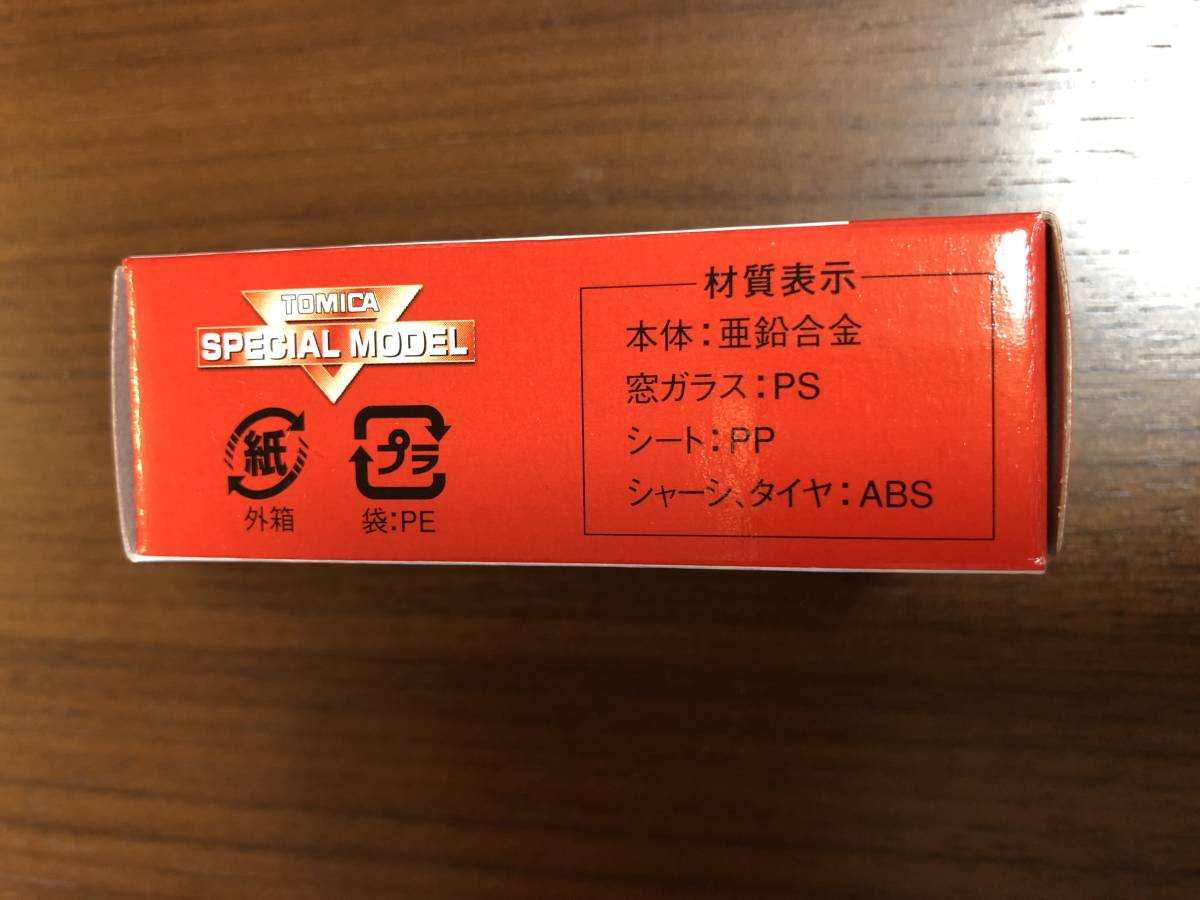 TOMICA
SPECIAL MODEL
紙
外箱
プラ
袋:PE
材質表示
本体:亜鉛合金
窓ガラス:PS
シート:PP
シャーシ、タイヤ:ABS